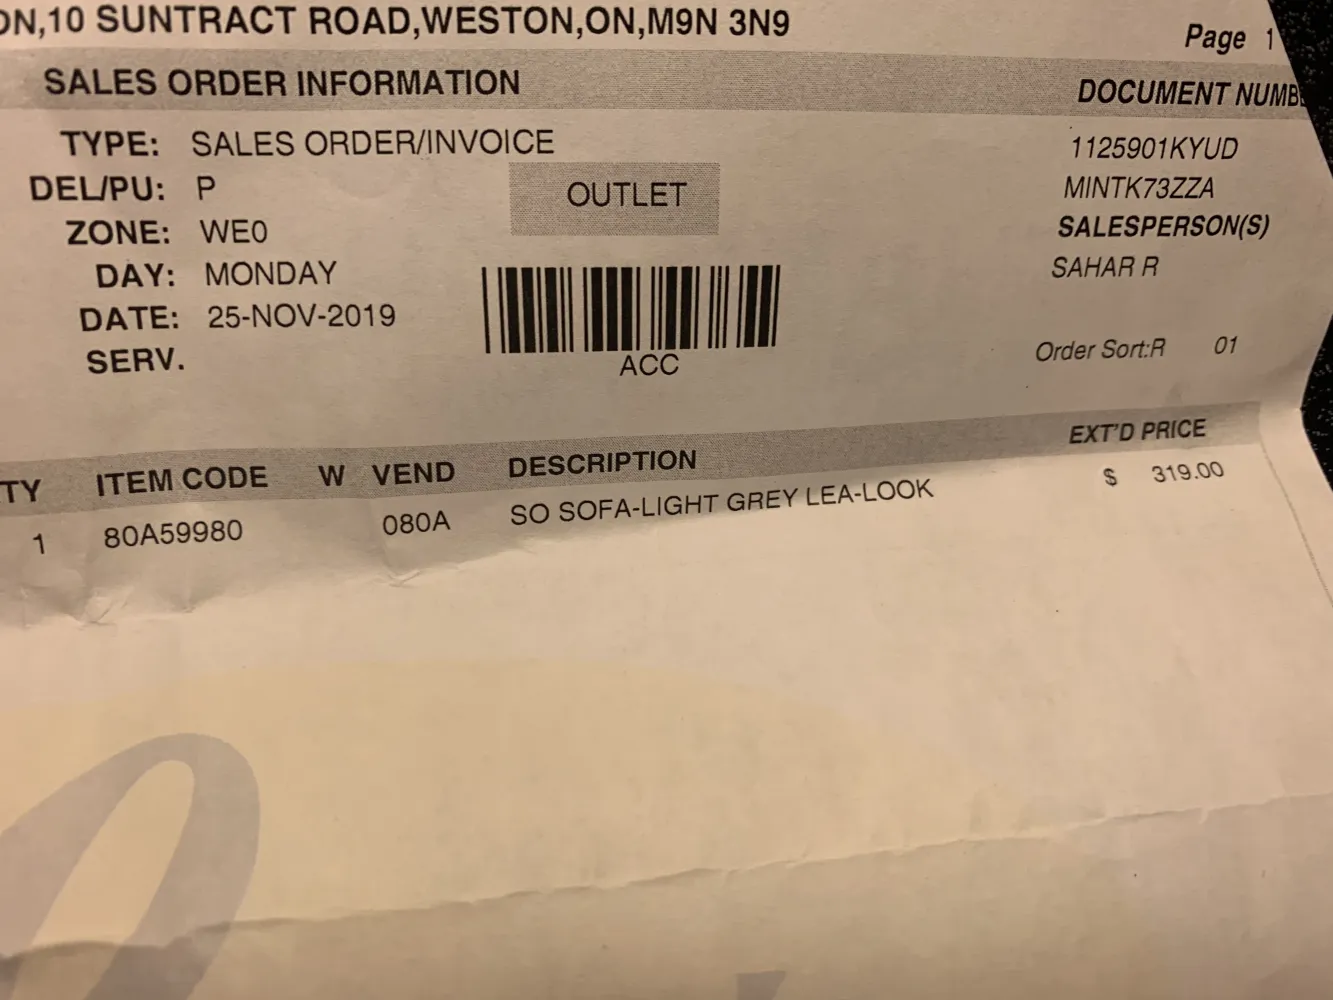 ON,10 SUNTRACT ROAD,WESTON,ON,M9N 3N9
Page 1
SALES ORDER INFORMATION
DOCUMENT NUMB
TYPE: SALES ORDER/INVOICE
1125901KYUD
DEL/PU: P
OUTLET
MINTK73ZZA
ZONE: WE0
SALESPERSON(S)
DAY: MONDAY
SAHAR R
DATE: 25-NOV-2019
SERV.
ACC
Order Sort:R 01
TY ITEM CODE W VEND DESCRIPTION EXT'D PRICE
1 80A59980 080A SO SOFA-LIGHT GREY LEA-LOOK $ 319.00